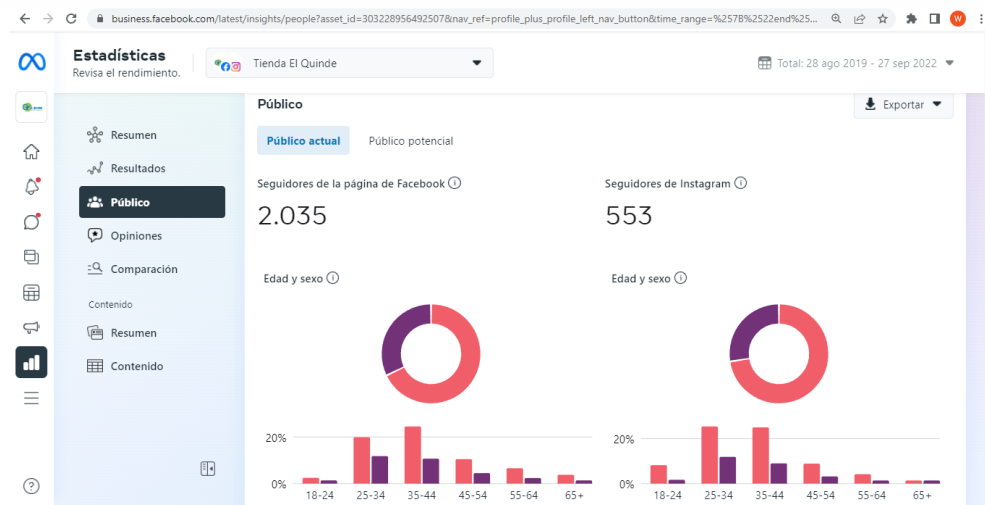 business.facebook.com/latest/insights/people?asset_id=303228956492507&nav_ref=profile_plus_profile_left_nav_button&time_range=%257B%2522end%25...
W
Estadísticas
Revisa el rendimiento.
Tienda El Quinde
Total: 28 ago 2019 - 27 sep 2022
Resumen
Resultados
Público
Opiniones
Comparación
Contenido
Resumen
Contenido
Público
Exportar
Público actual
Público potencial
Seguidores de la página de Facebook
2.035
Edad y sexo
20%
0%
18-24 25-34 35-44 45-54 55-64 65+
Seguidores de Instagram
553
Edad y sexo
20%
0%
18-24 25-34 35-44 45-54 55-64 65+